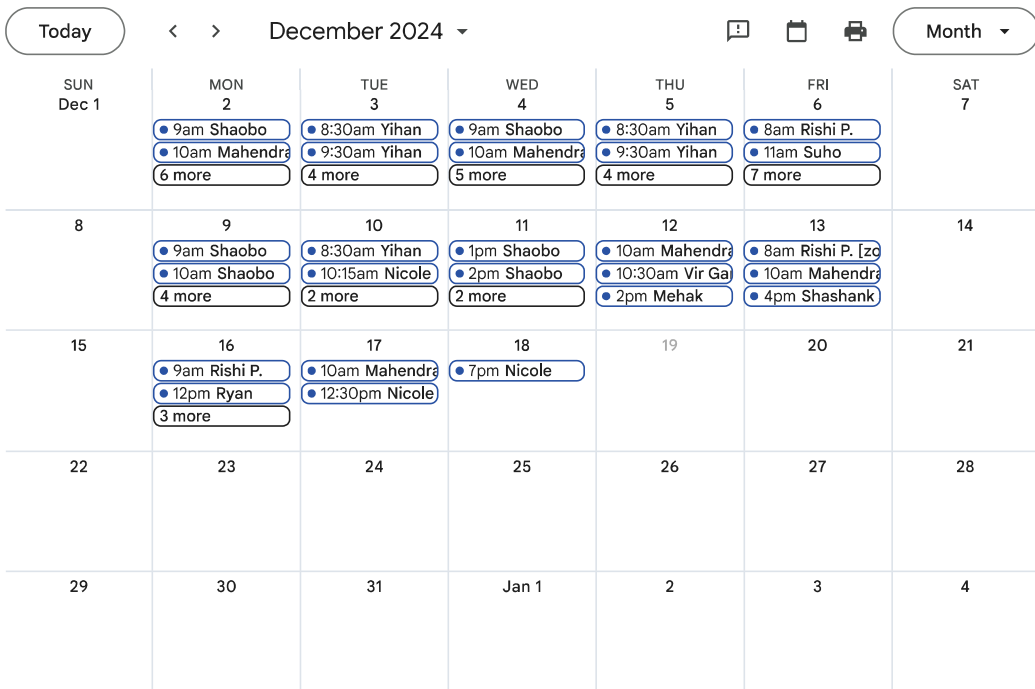 Today
December 2024
Month
SUN MON TUE WED THU FRI SAT
Dec 1 2 3 4 5 6 7
9am Shaobo 8:30am Yihan 9am Shaobo 8:30am Yihan 8am Rishi P.
10am Mahendra 9:30am Yihan 10am Mahendra 9:30am Yihan 11am Suho
6 more 4 more 5 more 4 more 7 more
8 9 10 11 12 13 14
9am Shaobo 8:30am Yihan 1pm Shaobo 10am Mahendra 8am Rishi P. [zo
10am Shaobo 10:15am Nicole 2pm Shaobo 10:30am Vir Gar 10am Mahendra
4 more 2 more 2 more 2pm Mehak 4pm Shashank
15 16 17 18 19 20 21
9am Rishi P. 10am Mahendra 7pm Nicole
12pm Ryan 12:30pm Nicole
3 more
22 23 24 25 26 27 28
29 30 31 Jan 1 2 3 4